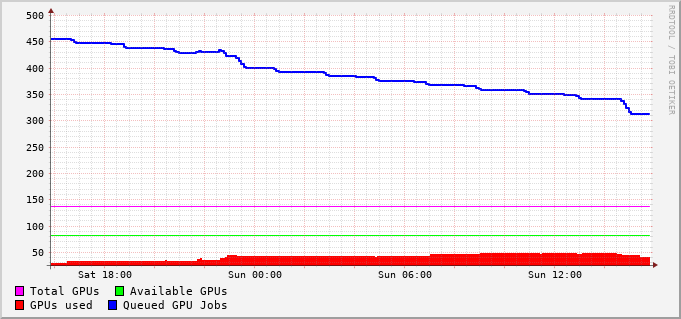 500
450
400
350
300
250
200
150
100
50
Sat 18:00 Sun 00:00 Sun 06:00 Sun 12:00
Total GPUs Available GPUs
GPUs used Queued GPU Jobs
RRDTOOL / TOBI OETIKER